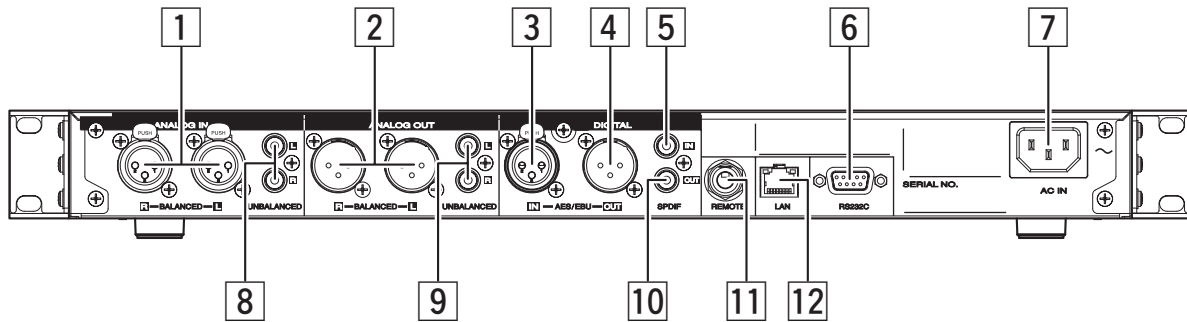 1 2 3 4 5 6 7
PUSH PUSH PUSH
ANALOG IN ANALOG OUT DIGITAL
L L IN
R R OUT
R BALANCED L UNBALANCED R BALANCED L UNBALANCED IN AES/EBU OUT SPDIF REMOTE LAN RS232C
SERIAL NO.
~
AC IN
8 9 10 11 12